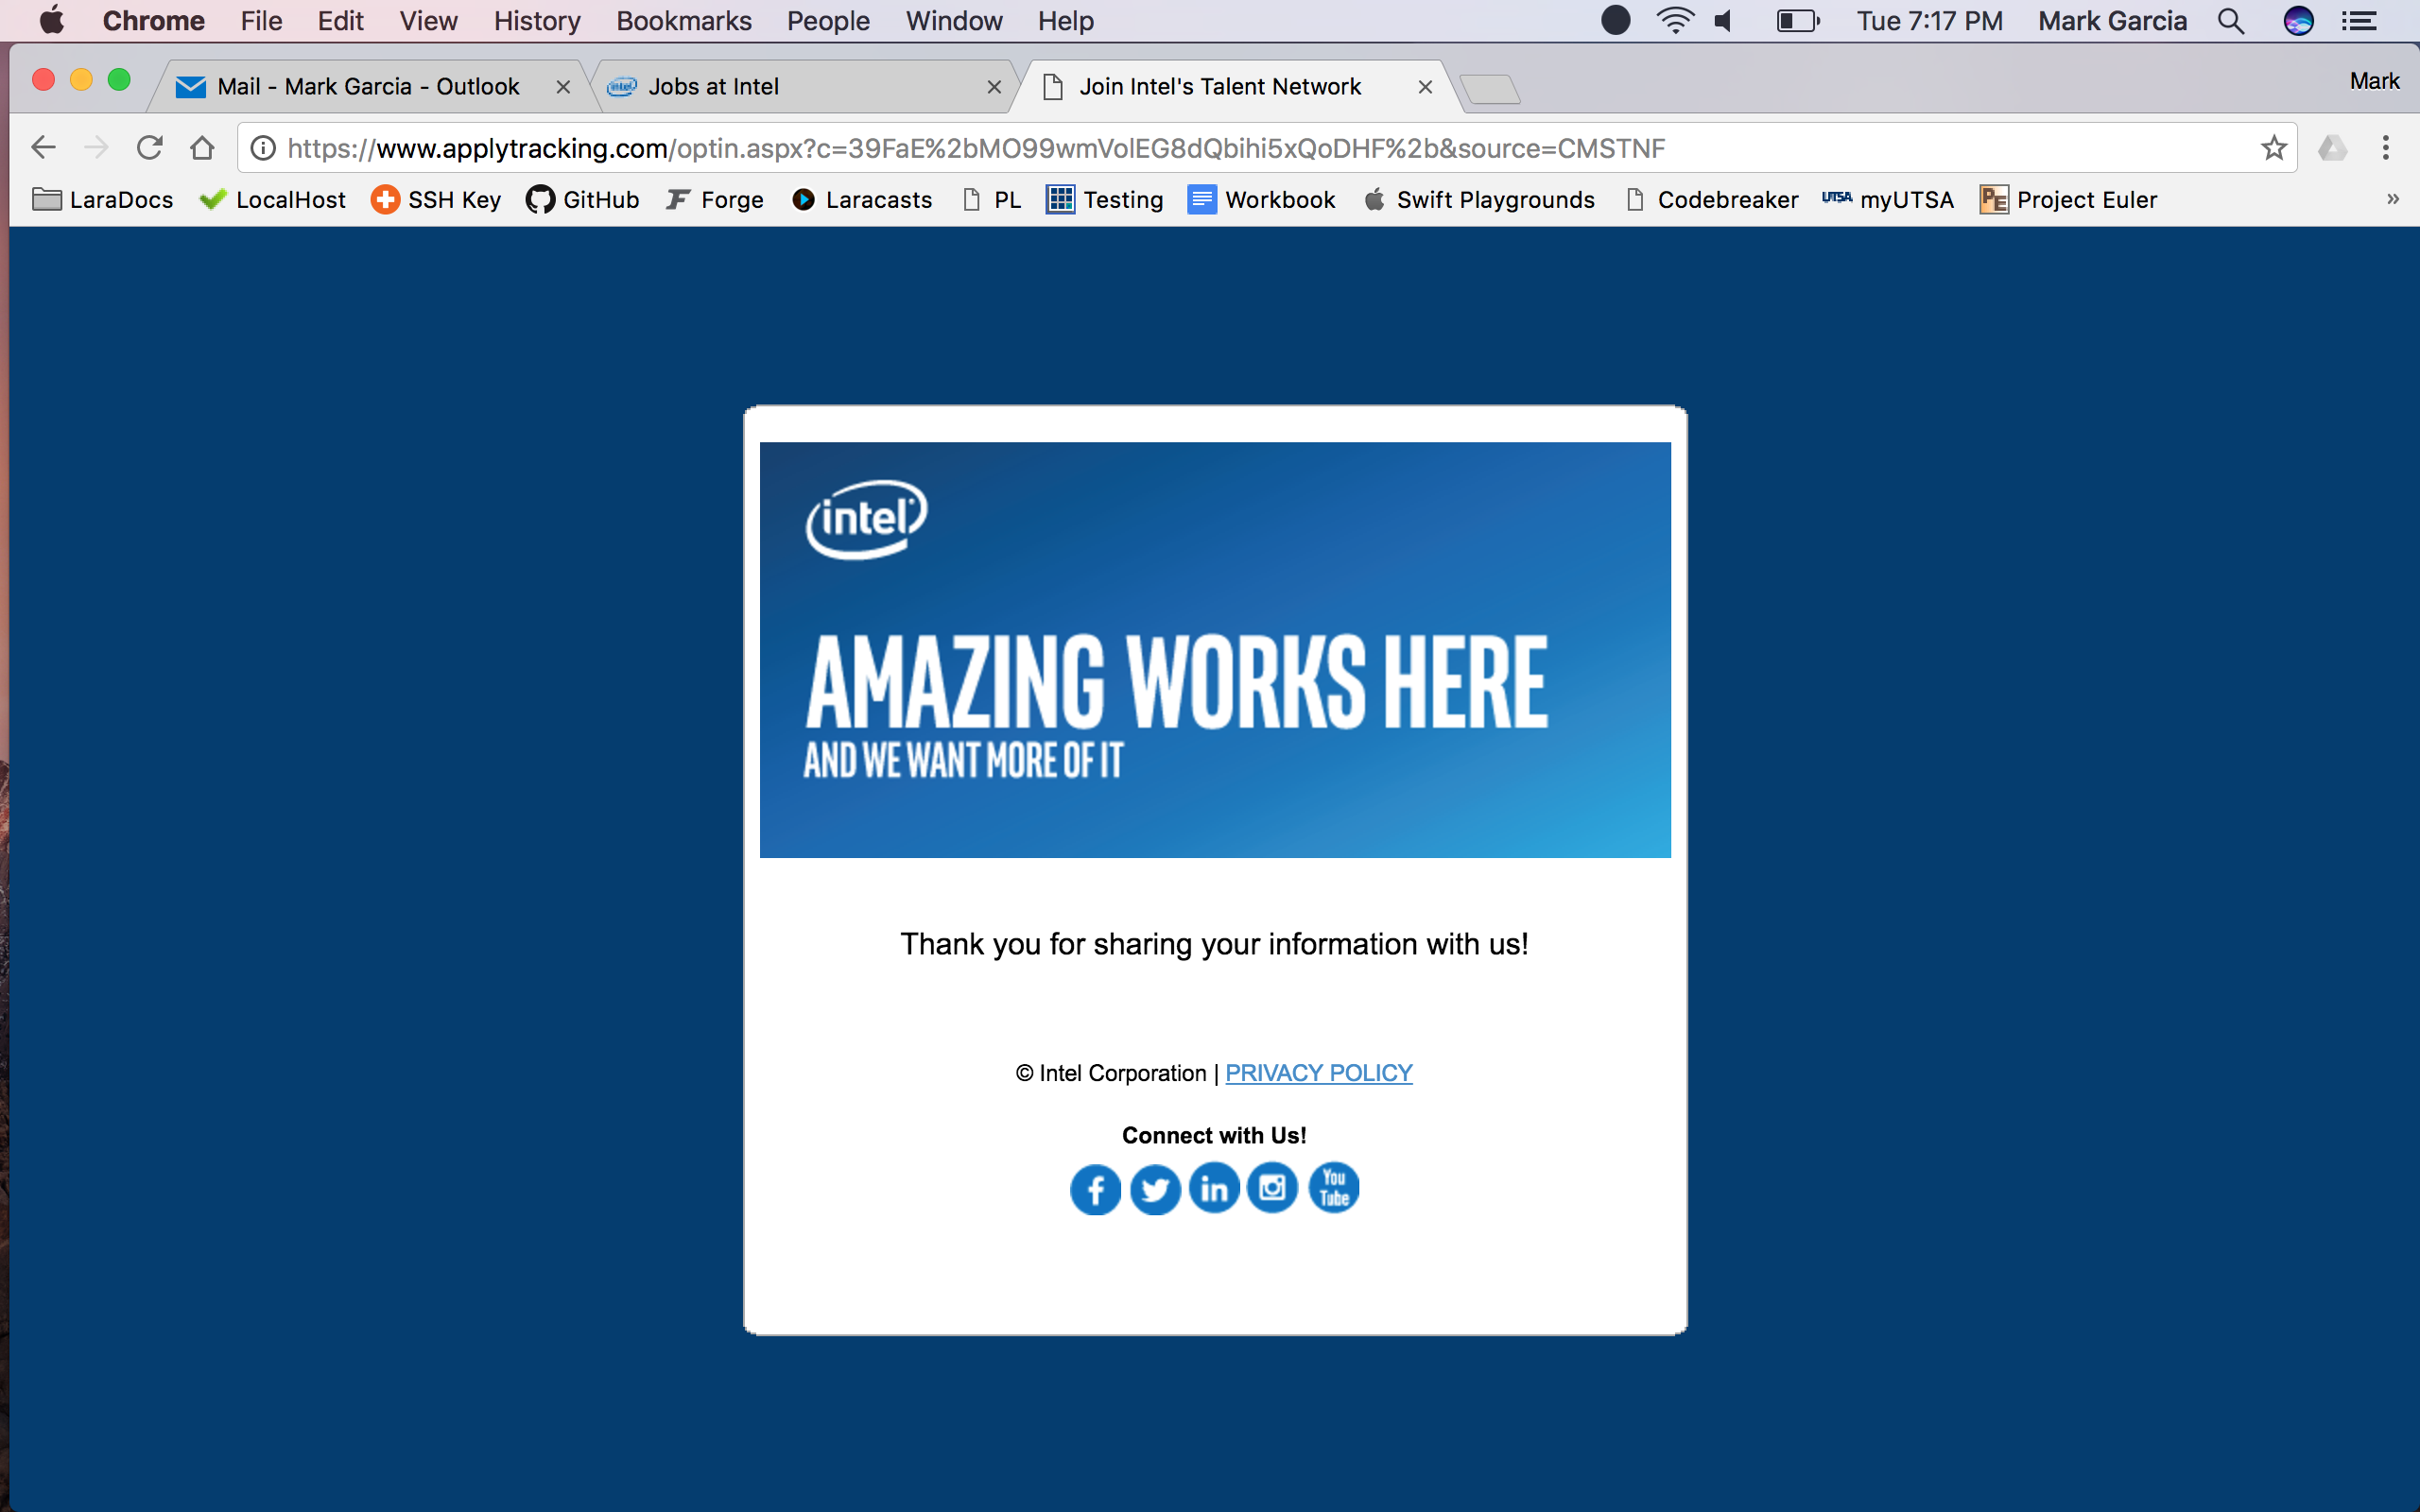 Chrome File Edit View History Bookmarks People Window Help Tue 7:17 PM Mark Garcia
Mail - Mark Garcia - Outlook Jobs at Intel Join Intel's Talent Network Mark
https://www.applytracking.com/optin.aspx?c=39FaE%2bMO99wmVolEG8dQbihi5xQoDHF%2b&source=CMSTNF
LaraDocs LocalHost SSH Key GitHub Forge Laracasts PL Testing Workbook Swift Playgrounds Codebreaker UTSA myUTSA PE Project Euler »
intel
AMAZING WORKS HERE
AND WE WANT MORE OF IT
Thank you for sharing your information with us!
© Intel Corporation | PRIVACY POLICY
Connect with Us!
f in You Tube